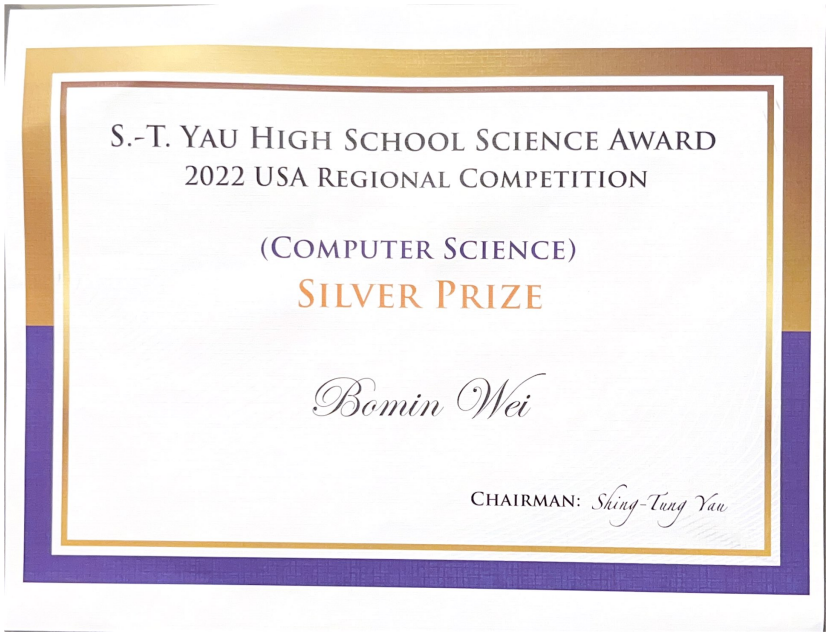 S.-T. Yau High School Science Award
2022 USA Regional Competition
(Computer Science)
Silver Prize
Bomin Wei
Chairman: Shing-Tung Yau